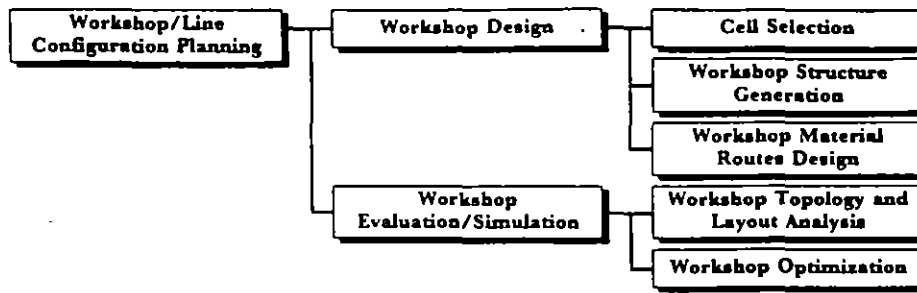 Workshop/Line
Configuration Planning
Workshop Design
Cell Selection
Workshop Structure
Generation
Workshop Material
Routes Design
Workshop
Evaluation/Simulation
Workshop Topology and
Layout Analysis
Workshop Optimization